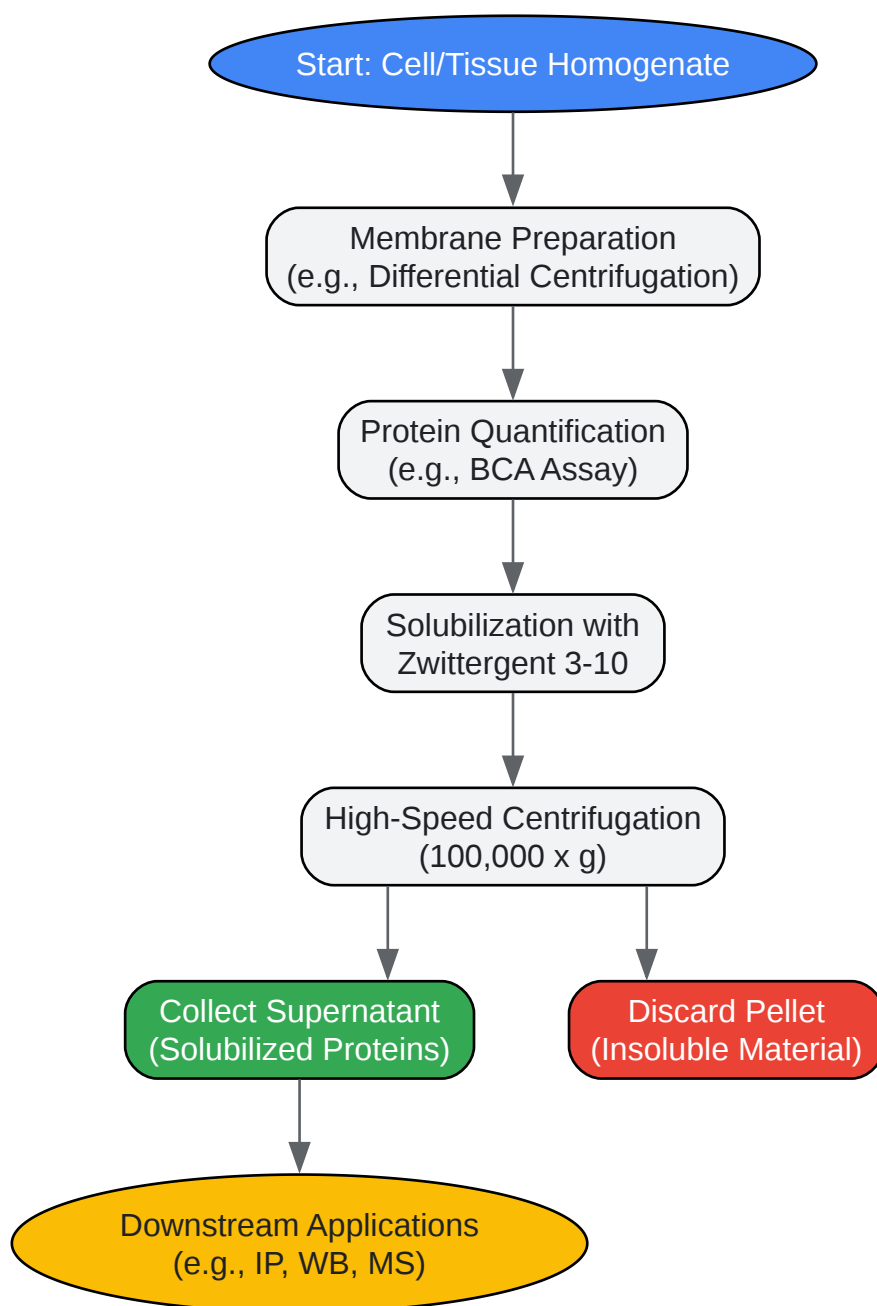 Start: Cell/Tissue Homogenate
Membrane Preparation
(e.g., Differential Centrifugation)
Protein Quantification
(e.g., BCA Assay)
Solubilization with
Zwittergent 3-10
High-Speed Centrifugation
(100,000 x g)
Collect Supernatant
(Solubilized Proteins)
Discard Pellet
(Insoluble Material)
Downstream Applications
(e.g., IP, WB, MS)